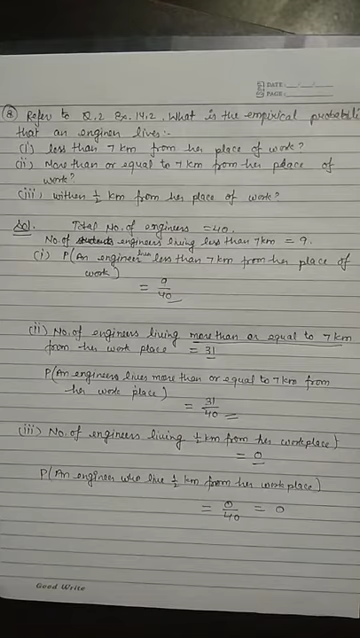 DATE: __/__/__
PAGE:
(8) Refer to Q.2 Ex. 14.2. What is the empirical probabili
that an engineer lives:-
(i) less than 7 km from her place of work?
(ii) More than or equal to 7 km from her place of
work?
(iii) within 1/2 km from her place of work?
Sol. Total No. of engineers = 40.
No. of students engineers living less than 7km = 9.
(i) P(An engineer lives less than 7 km from her place of
work)
= 9/40
(ii) No. of engineers living more than or equal to 7 km
from her work place = 31
P(An engineer lives more than or equal to 7 km from
her work place)
= 31/40
(iii) No. of engineers living 1/2 km from her workplace)
= 0
P(An engineer who live 1/2 km from her work place)
= 0/40 = 0
Good Write